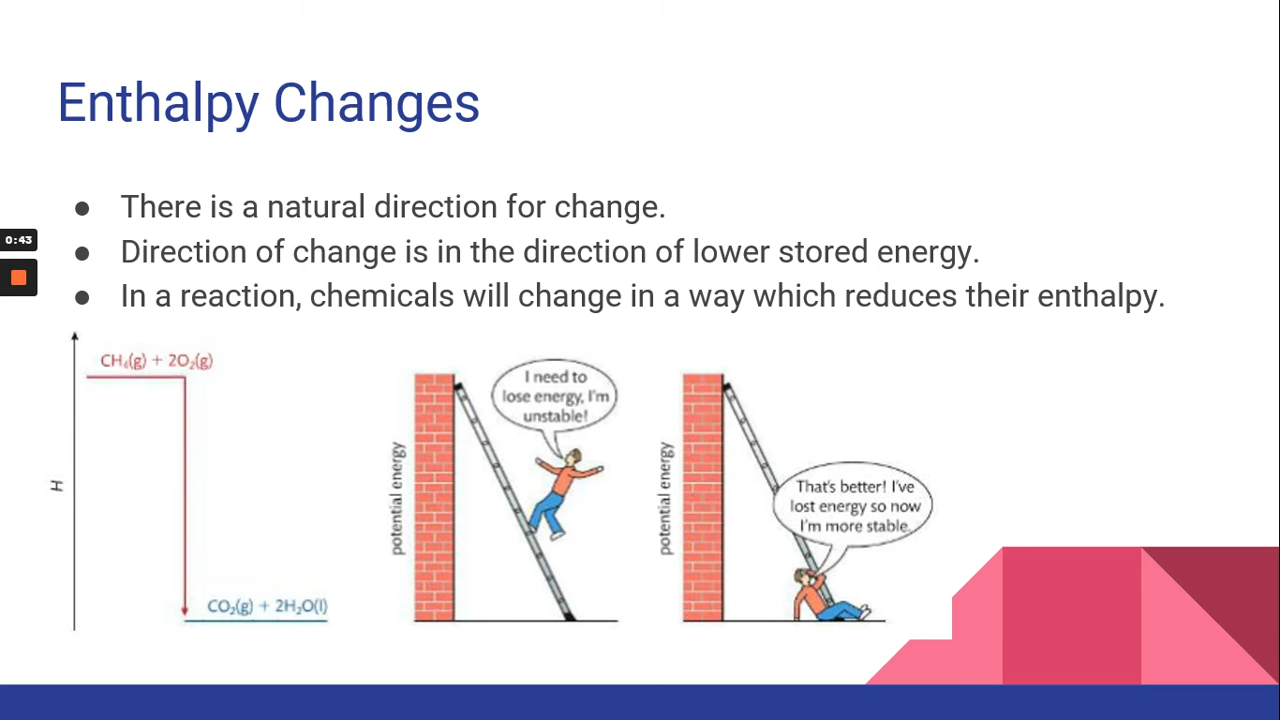 Enthalpy Changes
● There is a natural direction for change.
● Direction of change is in the direction of lower stored energy.
● In a reaction, chemicals will change in a way which reduces their enthalpy.
0:43
H
CH₄(g) + 2O₂(g)
CO₂(g) + 2H₂O(l)
potential energy
I need to
lose energy, I'm
unstable!
potential energy
That's better! I've
lost energy so now
I'm more stable.